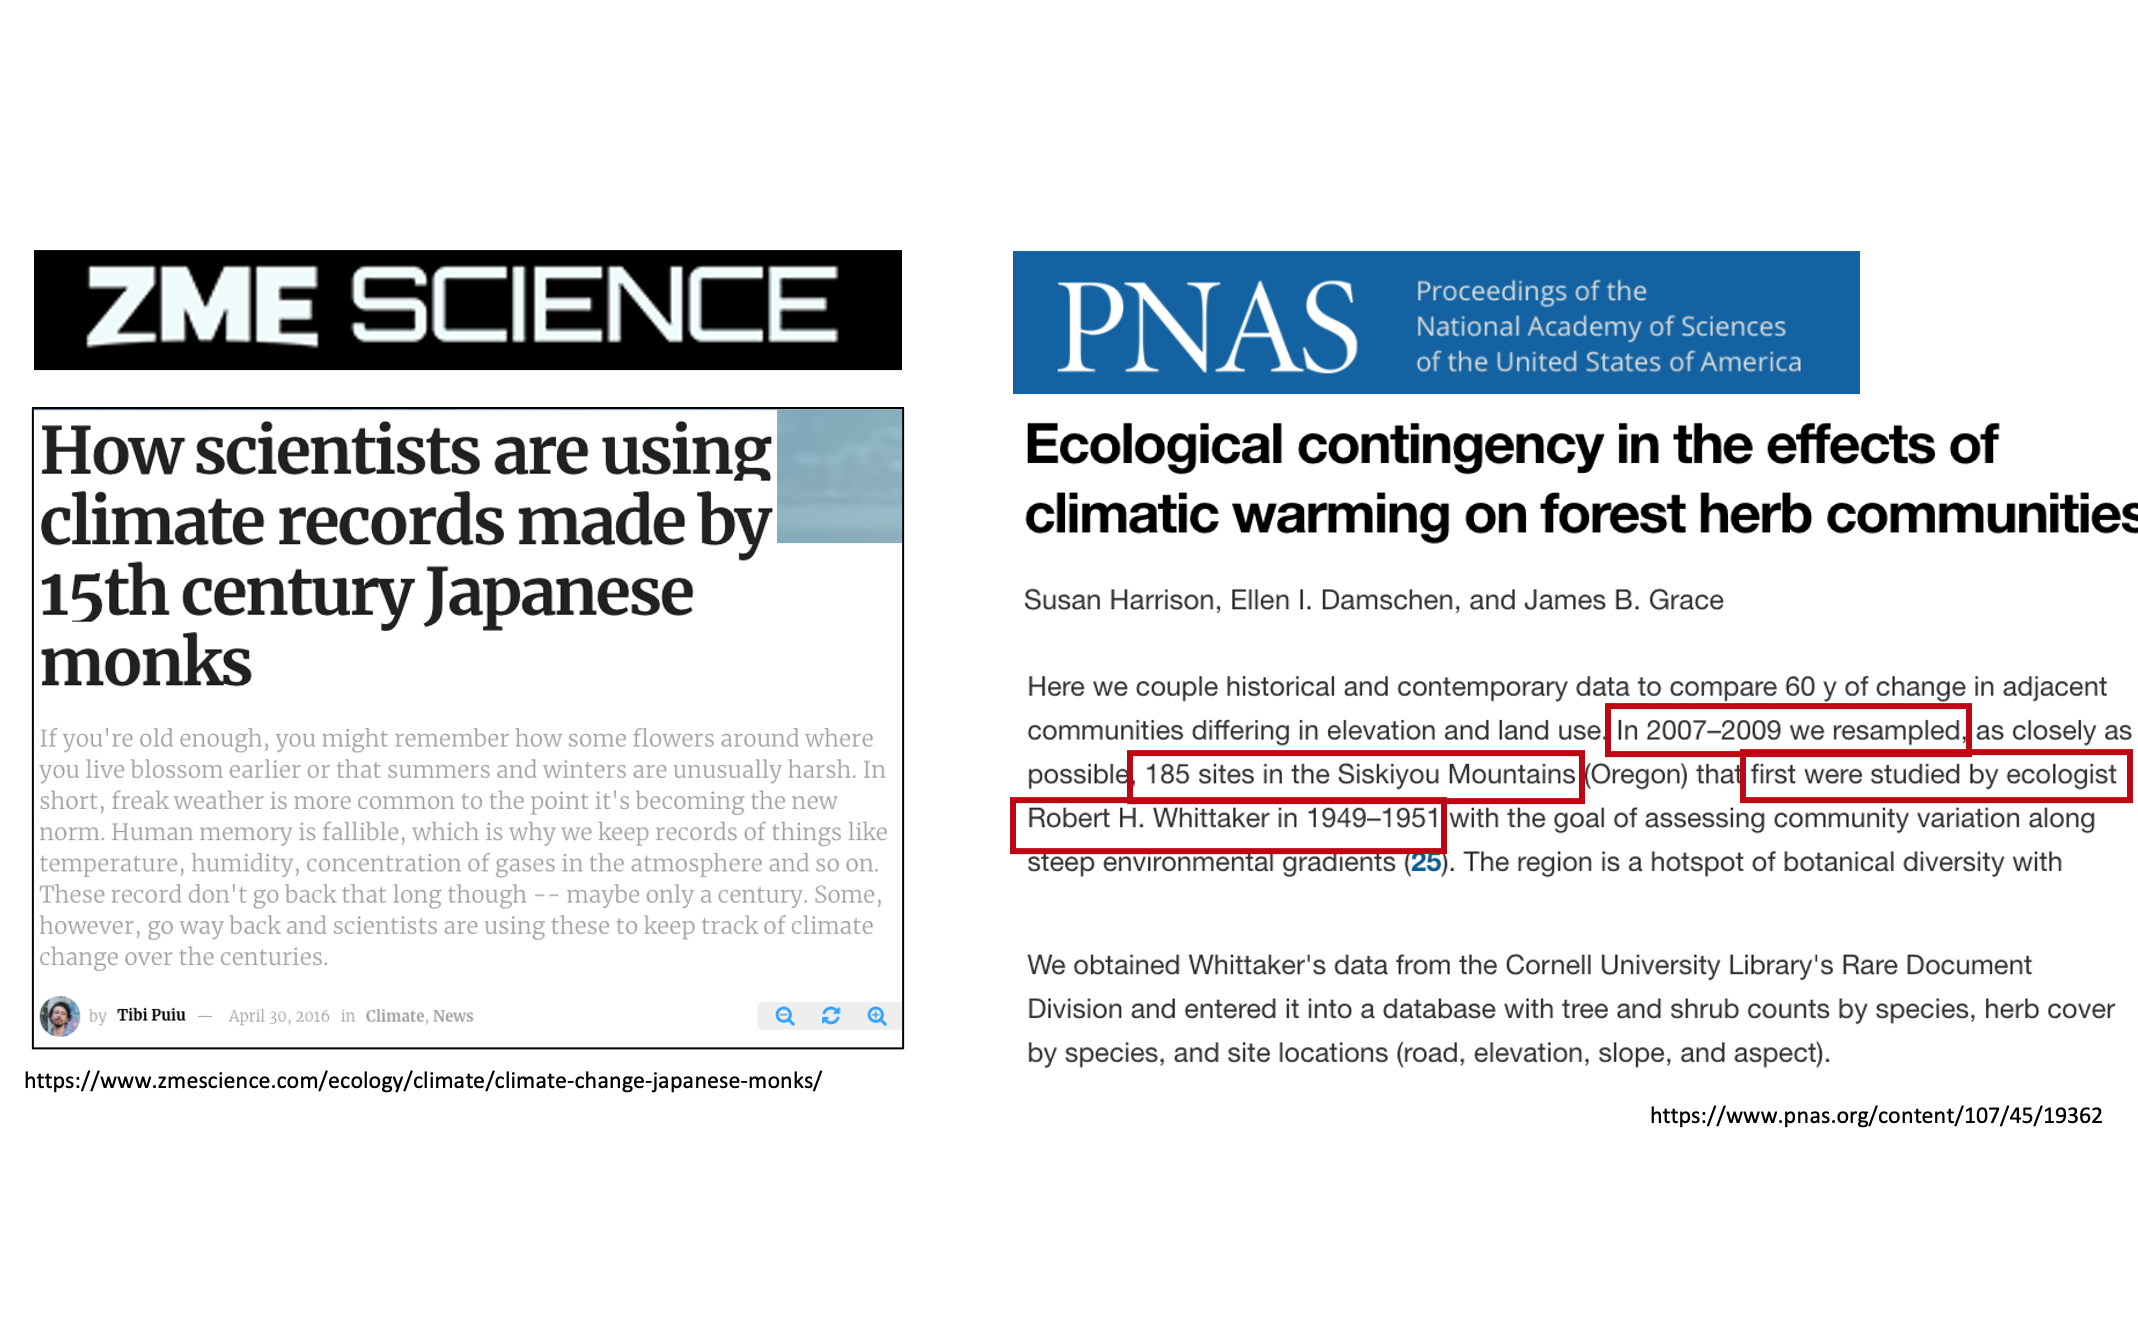 ZME SCIENCE
How scientists are using
climate records made by
15th century Japanese
monks
If you're old enough, you might remember how some flowers around where
you live blossom earlier or that summers and winters are unusually harsh. In
short, freak weather is more common to the point it's becoming the new
norm. Human memory is fallible, which is why we keep records of things like
temperature, humidity, concentration of gases in the atmosphere and so on.
These record don't go back that long though -- maybe only a century. Some,
however, go way back and scientists are using these to keep track of climate
change over the centuries.
by Tibi Puiu — April 30, 2016 in Climate, News
https://www.zmescience.com/ecology/climate/climate-change-japanese-monks/
PNAS
Proceedings of the
National Academy of Sciences
of the United States of America
Ecological contingency in the effects of
climatic warming on forest herb communities
Susan Harrison, Ellen I. Damschen, and James B. Grace
Here we couple historical and contemporary data to compare 60 y of change in adjacent
communities differing in elevation and land use. In 2007–2009 we resampled, as closely as
possible, 185 sites in the Siskiyou Mountains (Oregon) that first were studied by ecologist
Robert H. Whittaker in 1949–1951 with the goal of assessing community variation along
steep environmental gradients (25). The region is a hotspot of botanical diversity with
We obtained Whittaker's data from the Cornell University Library's Rare Document
Division and entered it into a database with tree and shrub counts by species, herb cover
by species, and site locations (road, elevation, slope, and aspect).
https://www.pnas.org/content/107/45/19362